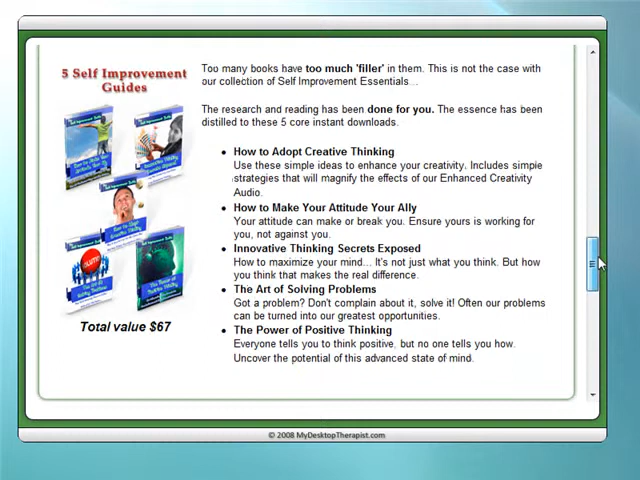 5 Self Improvement
Guides
Total value $67
Too many books have too much 'filler' in them. This is not the case with
our collection of Self Improvement Essentials...
The research and reading has been done for you. The essence has been
distilled to these 5 core instant downloads.
How to Adopt Creative Thinking
Use these simple ideas to enhance your creativity. Includes simple
strategies that will magnify the effects of our Enhanced Creativity
Audio.
How to Make Your Attitude Your Ally
Your attitude can make or break you. Ensure yours is working for
you, not against you.
Innovative Thinking Secrets Exposed
How to maximize your mind... It's not just what you think. But how
you think that makes the real difference.
The Art of Solving Problems
Got a problem? Don't complain about it, solve it! Often our problems
can be turned into our greatest opportunities.
The Power of Positive Thinking
Everyone tells you to think positive, but no one tells you how.
Uncover the potential of this advanced state of mind.
© 2008 MyDesktopTherapist.com